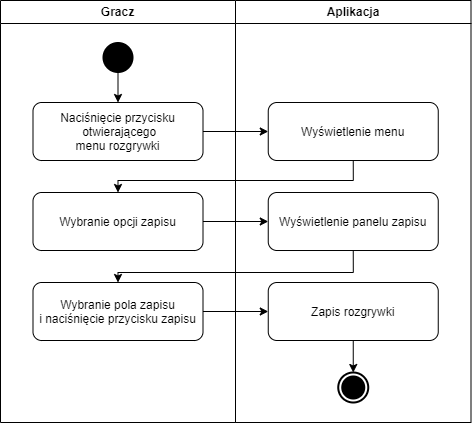 Gracz
Aplikacja
Naciśnięcie przycisku
otwierającego
menu rozgrywki
Wyświetlenie menu
Wybranie opcji zapisu
Wyświetlenie panelu zapisu
Wybranie pola zapisu
i naciśnięcie przycisku zapisu
Zapis rozgrywki